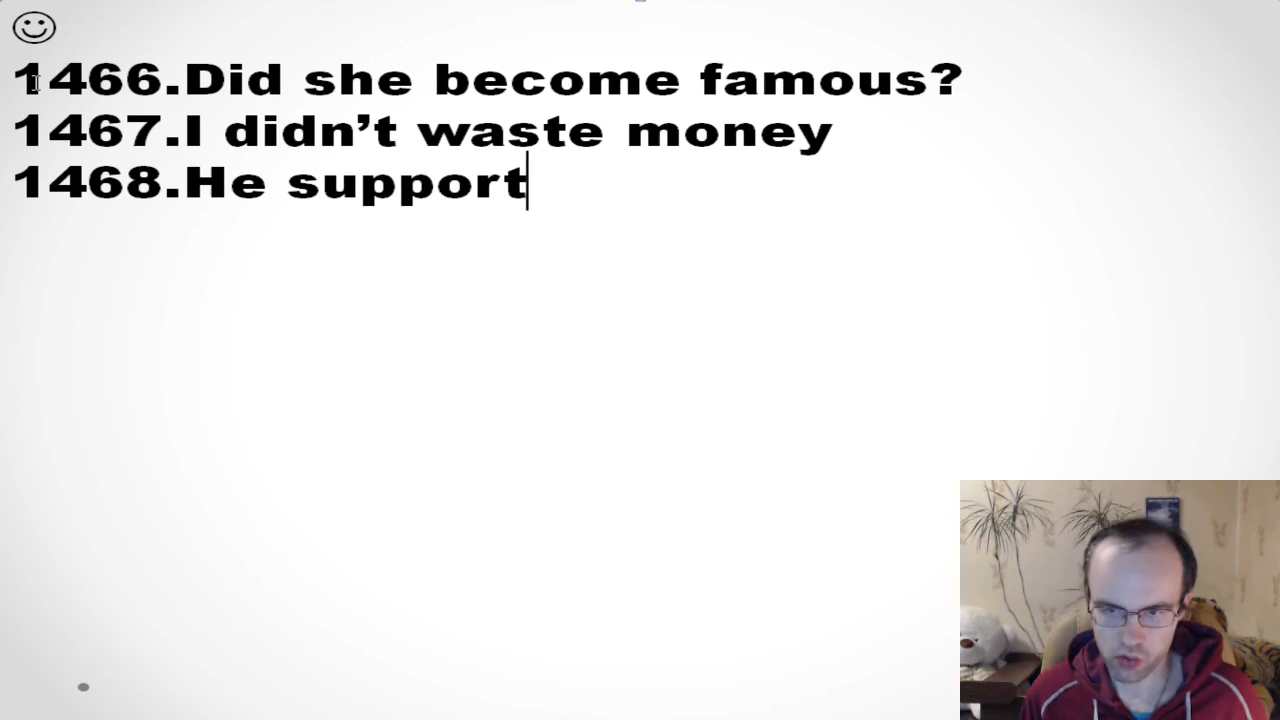 1466.Did she become famous?
1467.I didn’t waste money
1468.He support